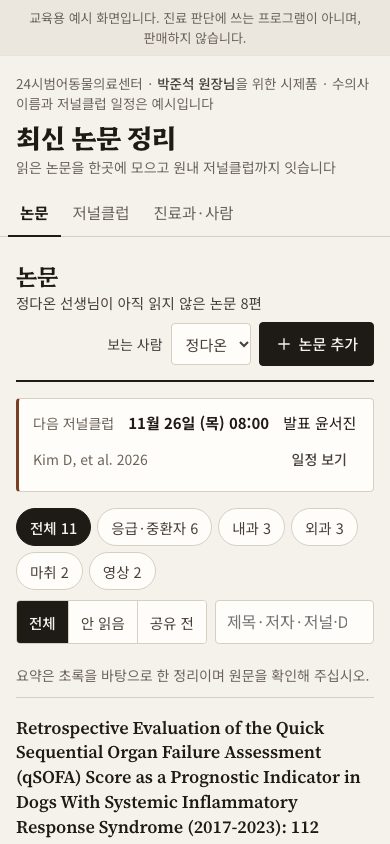 교육용 예시 화면입니다. 진료 판단에 쓰는 프로그램이 아니며,
판매하지 않습니다.
24시범어동물의료센터 · 박준석 원장님을 위한 시제품 · 수의사
이름과 저널클럽 일정은 예시입니다
최신 논문 정리
읽은 논문을 한곳에 모으고 원내 저널클럽까지 잇습니다
논문 저널클럽 진료과·사람
논문
정다온 선생님이 아직 읽지 않은 논문 8편
보는 사람 정다온 + 논문 추가
다음 저널클럽 11월 26일 (목) 08:00 발표 윤서진
Kim D, et al. 2026 일정 보기
전체 11 응급·중환자 6 내과 3 외과 3
마취 2 영상 2
전체 안 읽음 공유 전 제목·저자·저널·D
요약은 초록을 바탕으로 한 정리이며 원문을 확인해 주십시오.
Retrospective Evaluation of the Quick
Sequential Organ Failure Assessment
(qSOFA) Score as a Prognostic Indicator in
Dogs With Systemic Inflammatory
Response Syndrome (2017-2023): 112